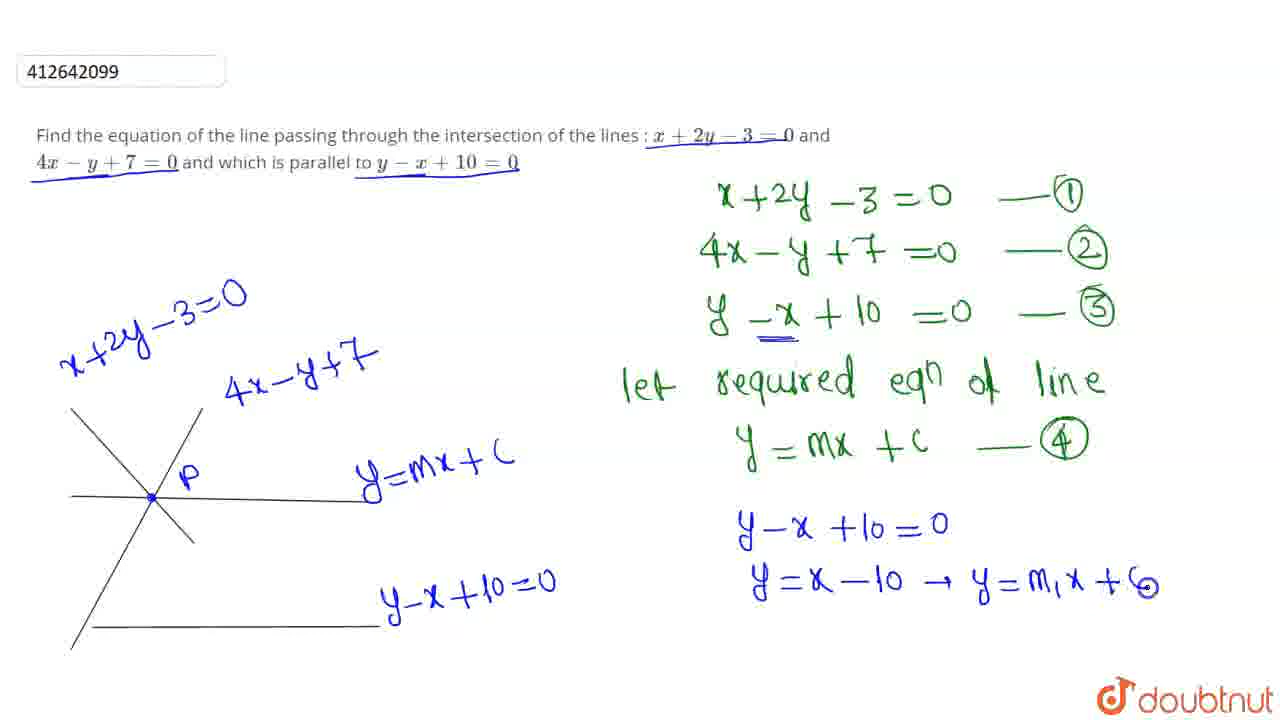 412642099
Find the equation of the line passing through the intersection of the lines : x + 2y − 3 = 0 and
4x − y + 7 = 0 and which is parallel to y − x + 10 = 0
x + 2y − 3 = 0 — ①
4x − y + 7 = 0 — ②
y − x + 10 = 0 — ③
let required eqⁿ of line
y = mx + c — ④
y − x + 10 = 0
y = x − 10 → y = m₁x + c
x + 2y − 3 = 0
4x − y + 7
P
y = mx + c
y − x + 10 = 0
doubtnut